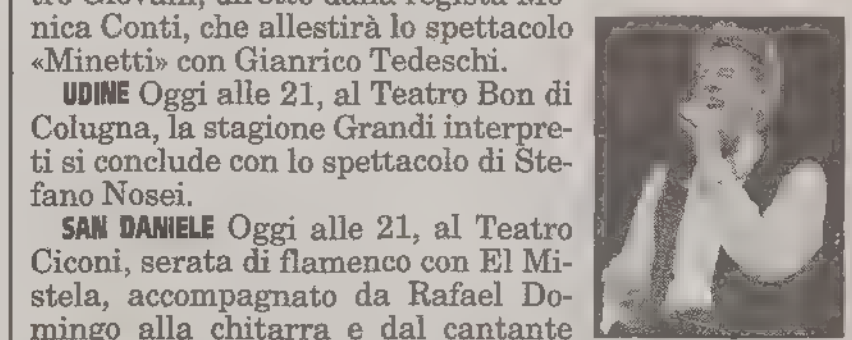 tro Giovani, diretto dalla regista Mo-
nica Conti, che allestirà lo spettacolo
«Minetti» con Gianrico Tedeschi.
UDINE Oggi alle 21, al Teatro Bon di
Colugna, la stagione Grandi interpre-
ti si conclude con lo spettacolo di Ste-
fano Nosei.
SAN DANIELE Oggi alle 21, al Teatro
Ciconi, serata di flamenco con El Mi-
stela, accompagnato da Rafael Do-
mingo alla chitarra e dal cantante